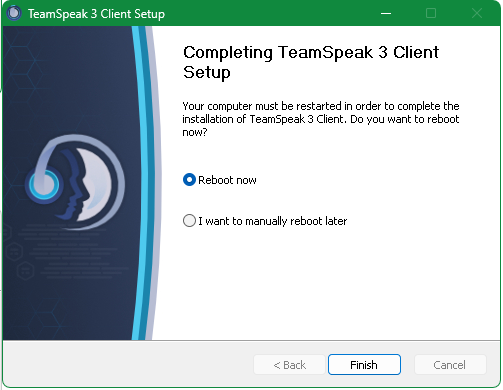 TeamSpeak 3 Client Setup
Completing TeamSpeak 3 Client
Setup
Your computer must be restarted in order to complete the
installation of TeamSpeak 3 Client. Do you want to reboot
now?
Reboot now
I want to manually reboot later
< Back
Finish
Cancel